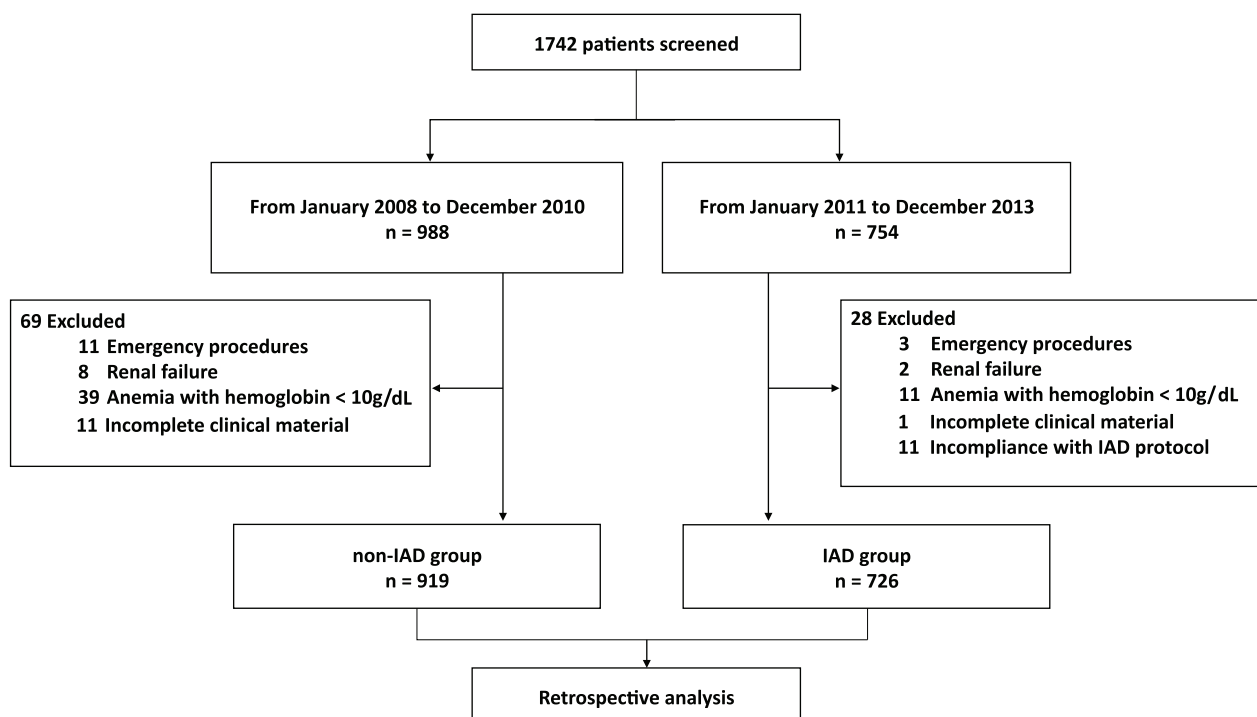 1742 patients screened
From January 2008 to December 2010
n = 988
From January 2011 to December 2013
n = 754
69 Excluded
11 Emergency procedures
8 Renal failure
39 Anemia with hemoglobin < 10g/dL
11 Incomplete clinical material
28 Excluded
3 Emergency procedures
2 Renal failure
11 Anemia with hemoglobin < 10g/dL
1 Incomplete clinical material
11 Incompliance with IAD protocol
non-IAD group
n = 919
IAD group
n = 726
Retrospective analysis